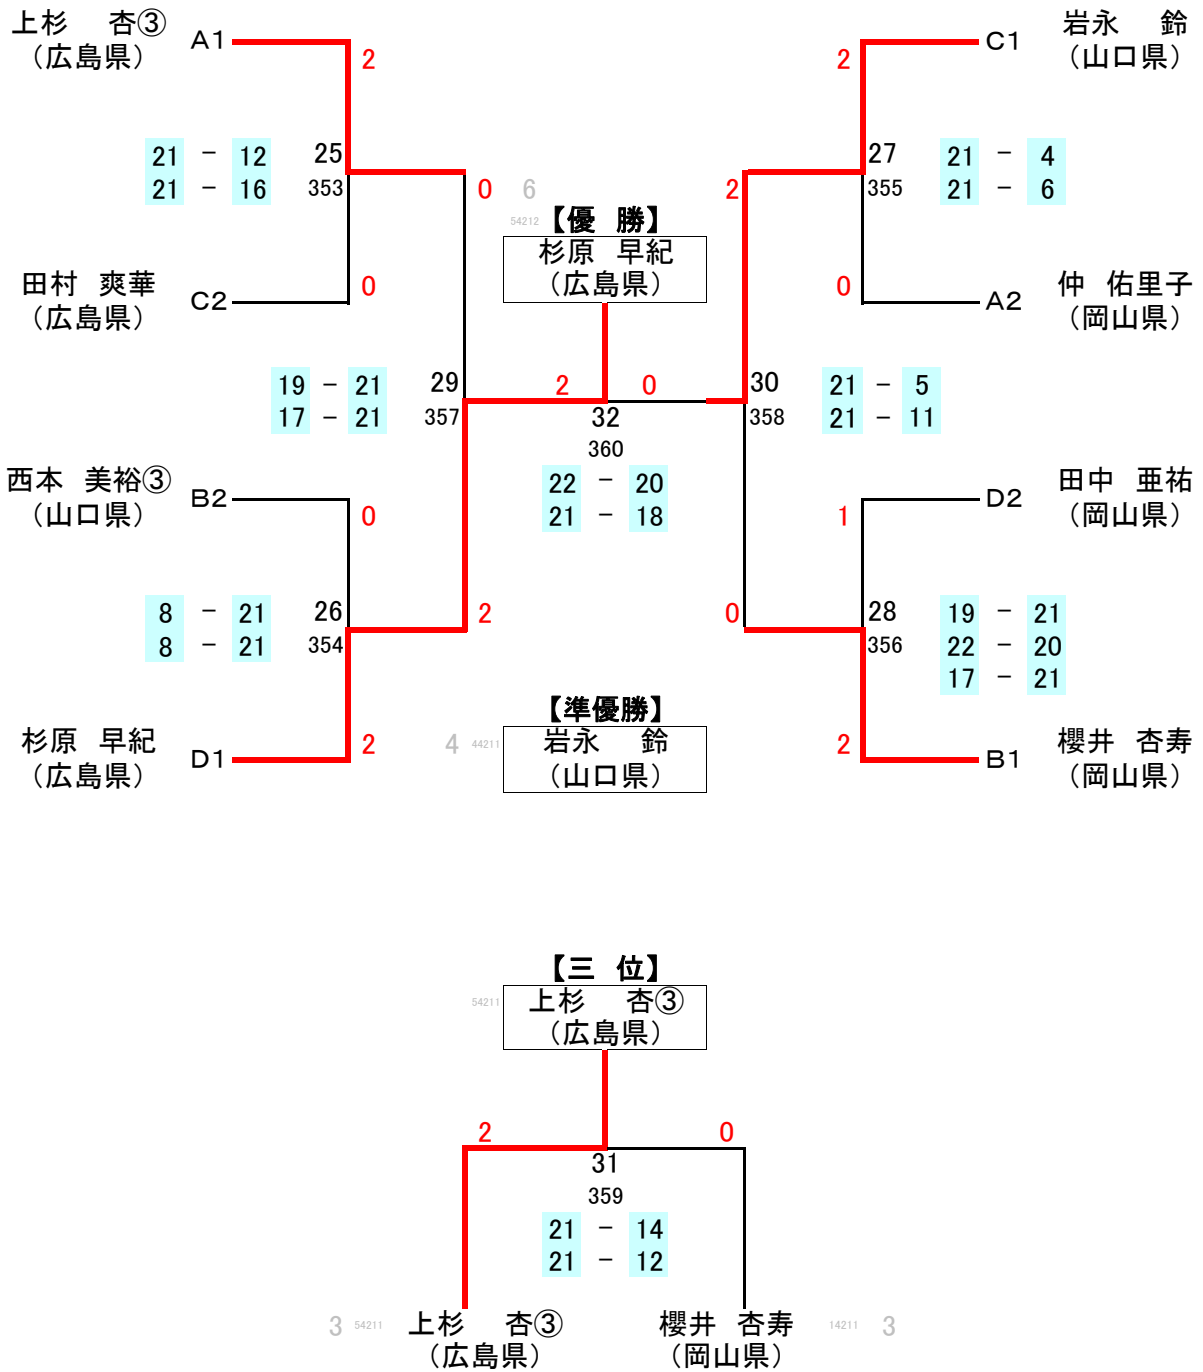 上杉　杏③
（広島県）
A1
2
21 － 12
21 － 16
25
353
田村 爽華
（広島県）
C2
0
0
6
19 － 21
17 － 21
29
357
西本 美裕③
（山口県）
B2
0
8 － 21
8 － 21
26
354
2
杉原 早紀
（広島県）
D1
2
54212
【優 勝】
杉原 早紀
（広島県）
2
0
32
360
22 － 20
21 － 18
岩永　鈴
（山口県）
C1
2
27
355
21 － 4
21 － 6
2
仲 佑里子
（岡山県）
A2
0
30
358
21 － 5
21 － 11
田中 亜祐
（岡山県）
D2
1
28
356
19 － 21
22 － 20
17 － 21
0
櫻井 杏寿
（岡山県）
B1
2
【準優勝】
4
44211
岩永　鈴
（山口県）
【三 位】
54211
上杉　杏③
（広島県）
2
0
31
359
21 － 14
21 － 12
3
54211
上杉　杏③
（広島県）
櫻井 杏寿
（岡山県）
14211
3